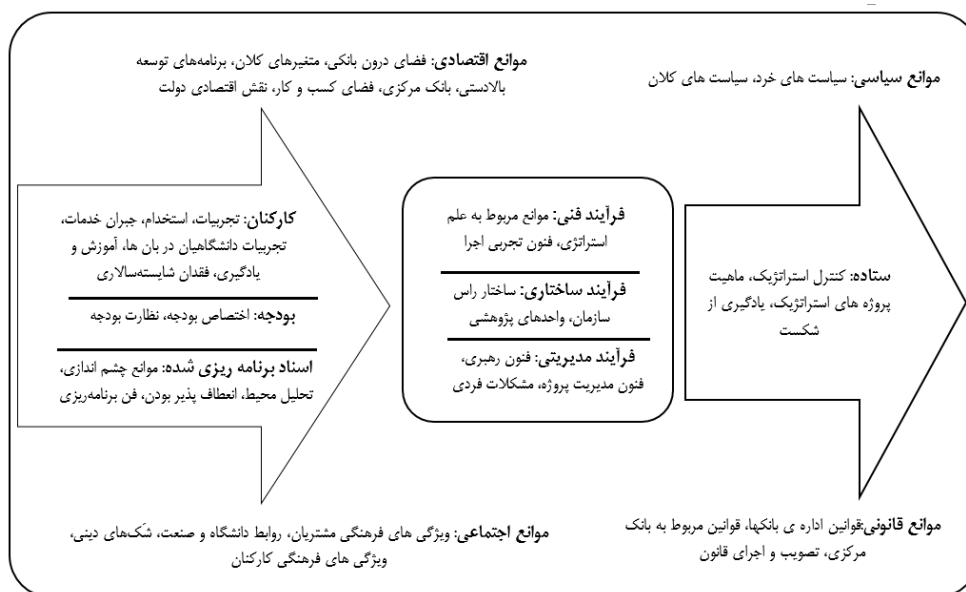 موانع اقتصادی: فضای درون بانکی، متغیرهای کلان، برنامه‌های توسعه
بالادستی، بانک مرکزی، فضای کسب و کار، نقش اقتصادی دولت
موانع سیاسی: سیاست های خرد، سیاست های کلان
کارکنان: تجربیات، استخدام، جبران خدمات،
تجربیات دانشگاهیان در بان ها، آموزش و
یادگیری، فقدان شایسته‌سالاری
بودجه: اختصاص بودجه، نظارت بودجه
اسناد برنامه ریزی شده: موانع چشم اندازی،
تحلیل محیط، انعطاف پذیر بودن، فن برنامه‌ریزی
فرآیند فنی: موانع مربوط به علم
استراتژی، فنون تجربی اجرا
فرآیند ساختاری: ساختار راس
سازمان، واحدهای پژوهشی
فرآیند مدیریتی: فنون رهبری،
فنون مدیریت پروژه، مشکلات فردی
ستاده: کنترل استراتژیک، ماهیت
پروژه های استراتژیک، یادگیری از
شکست
موانع اجتماعی: ویژگی های فرهنگی مشتریان، روابط دانشگاه و صنعت، شک‌های دینی،
ویژگی های فرهنگی کارکنان
موانع قانونی:قوانین اداره ی بانکها، قوانین مربوط به بانک
مرکزی، تصویب و اجرای قانون